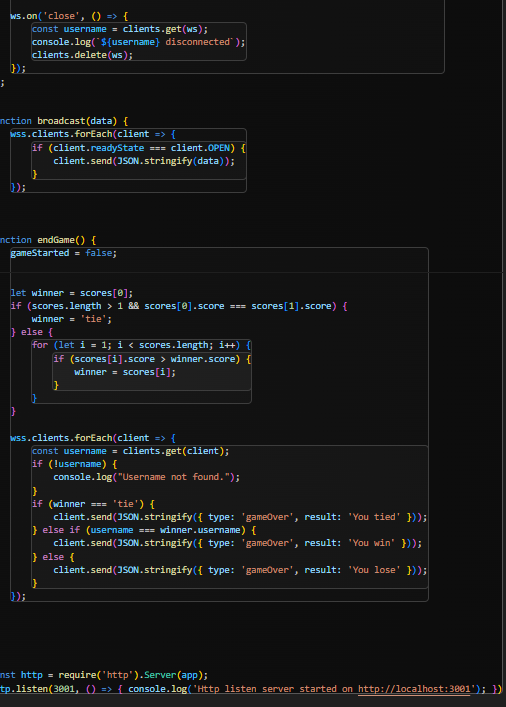 ws.on('close', () => {
const username = clients.get(ws);
console.log(`${username} disconnected`);
clients.delete(ws);
});
;
nction broadcast(data) {
wss.clients.forEach(client => {
if (client.readyState === client.OPEN) {
client.send(JSON.stringify(data));
}
});
nction endGame() {
gameStarted = false;
let winner = scores[0];
if (scores.length > 1 && scores[0].score === scores[1].score) {
winner = 'tie';
} else {
for (let i = 1; i < scores.length; i++) {
if (scores[i].score > winner.score) {
winner = scores[i];
}
}
}
wss.clients.forEach(client => {
const username = clients.get(client);
if (!username) {
console.log("Username not found.");
}
if (winner === 'tie') {
client.send(JSON.stringify({ type: 'gameOver', result: 'You tied' }));
} else if (username === winner.username) {
client.send(JSON.stringify({ type: 'gameOver', result: 'You win' }));
} else {
client.send(JSON.stringify({ type: 'gameOver', result: 'You lose' }));
}
});
nst http = require('http').Server(app);
tp.listen(3001, () => { console.log('Http listen server started on http://localhost:3001'); })